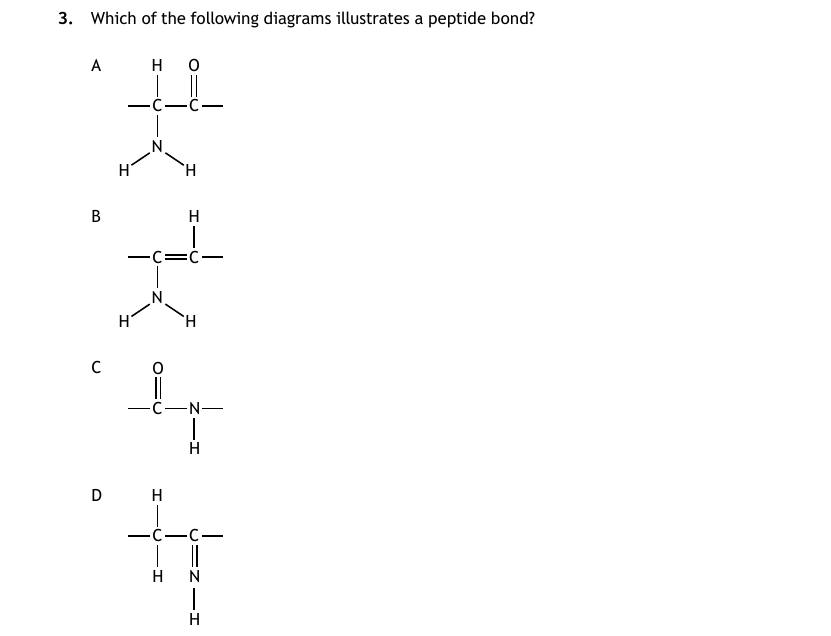 3. Which of the following diagrams illustrates a peptide bond?
A
H O
C C
N
H H
B
H
C C
N
H H
C
O
C N
H
D
H
C C
H N
H